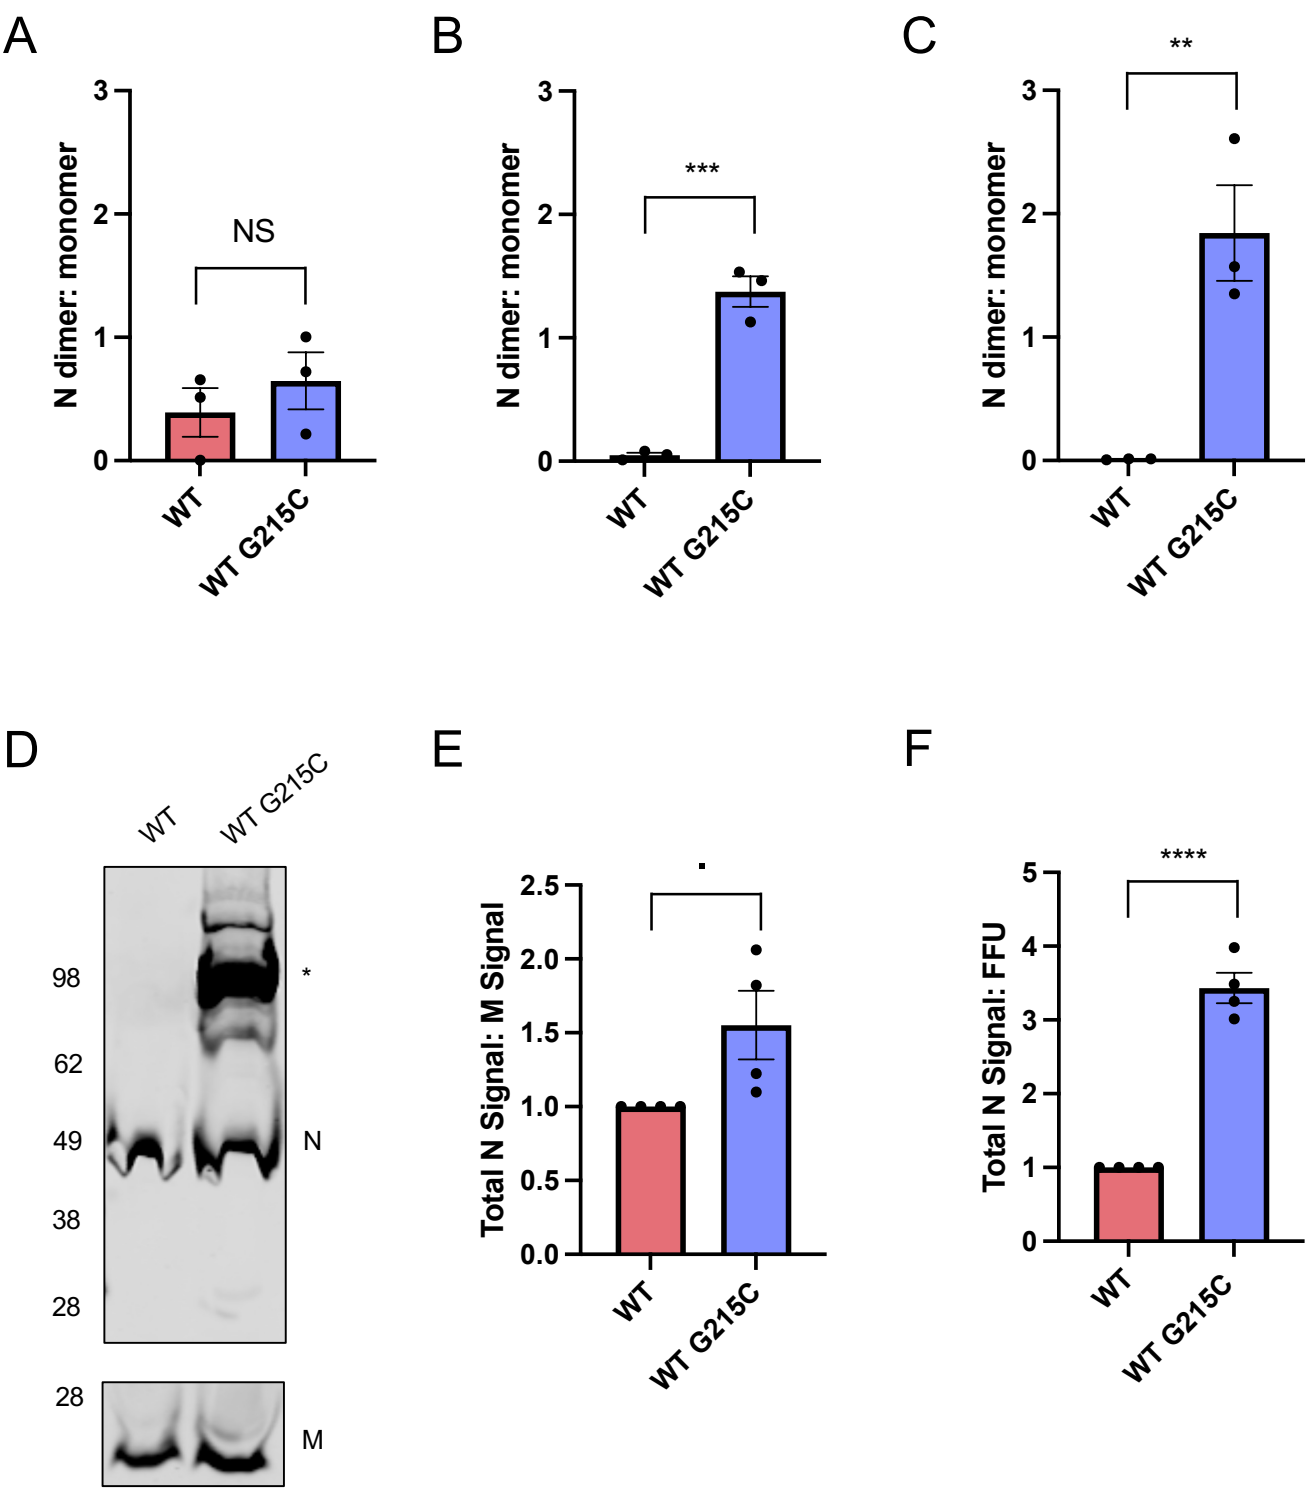 A
B
C
3
2
1
0
N dimer: monomer
NS
WT
WT G215C
3
2
1
0
N dimer: monomer
***
WT
WT G215C
3
2
1
0
N dimer: monomer
**
WT
WT G215C
D
E
F
WT
WT G215C
98
62
49
38
28
28
*
N
M
2.5
2.0
1.5
1.0
0.5
0.0
Total N Signal: M Signal
WT
WT G215C
5
4
3
2
1
0
Total N Signal: FFU
****
WT
WT G215C